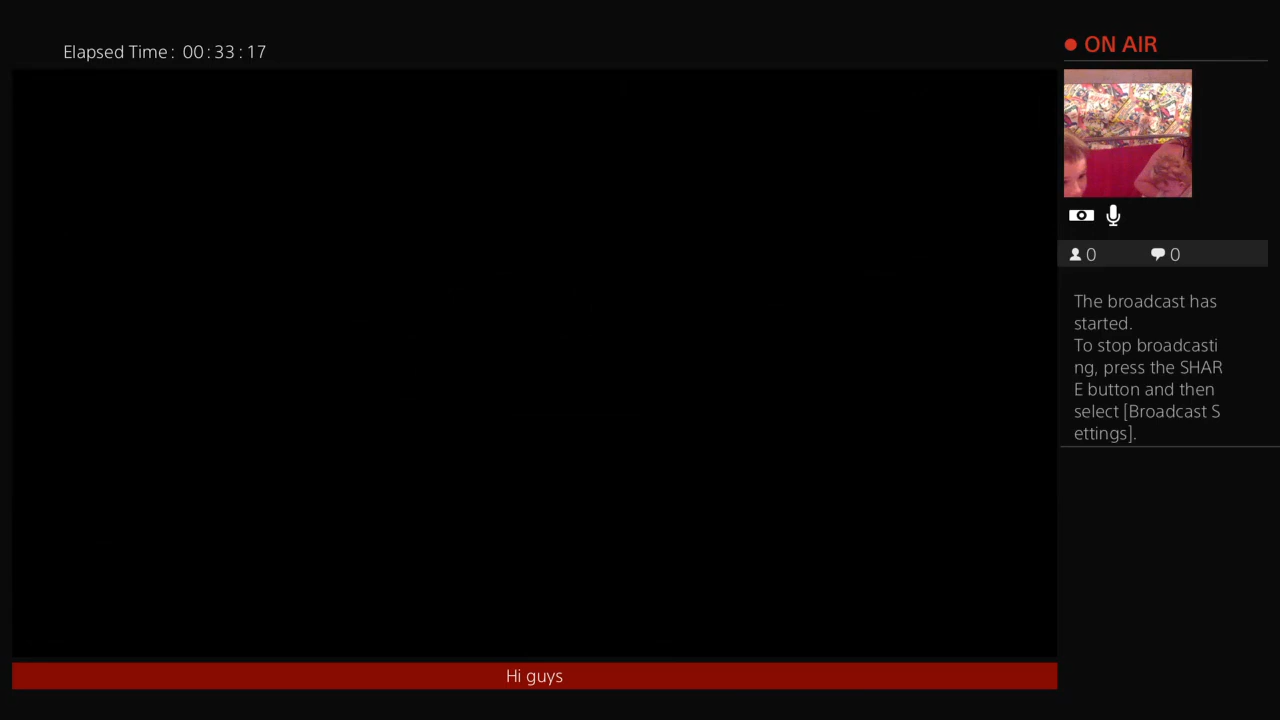 Elapsed Time: 00:33:17
ON AIR
0 0
The broadcast has
started.
To stop broadcasti
ng, press the SHAR
E button and then
select [Broadcast S
ettings].
Hi guys